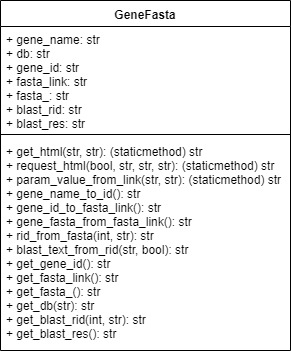 GeneFasta
+ gene_name: str
+ db: str
+ gene_id: str
+ fasta_link: str
+ fasta_: str
+ blast_rid: str
+ blast_res: str
+ get_html(str, str): (staticmethod) str
+ request_html(bool, str, str, str): (staticmethod) str
+ param_value_from_link(str, str): (staticmethod) str
+ gene_name_to_id(): str
+ gene_id_to_fasta_link(): str
+ gene_fasta_from_fasta_link(): str
+ rid_from_fasta(int, str): str
+ blast_text_from_rid(str, bool): str
+ get_gene_id(): str
+ get_fasta_link(): str
+ get_fasta_(): str
+ get_db(str): str
+ get_blast_rid(int, str): str
+ get_blast_res(): str